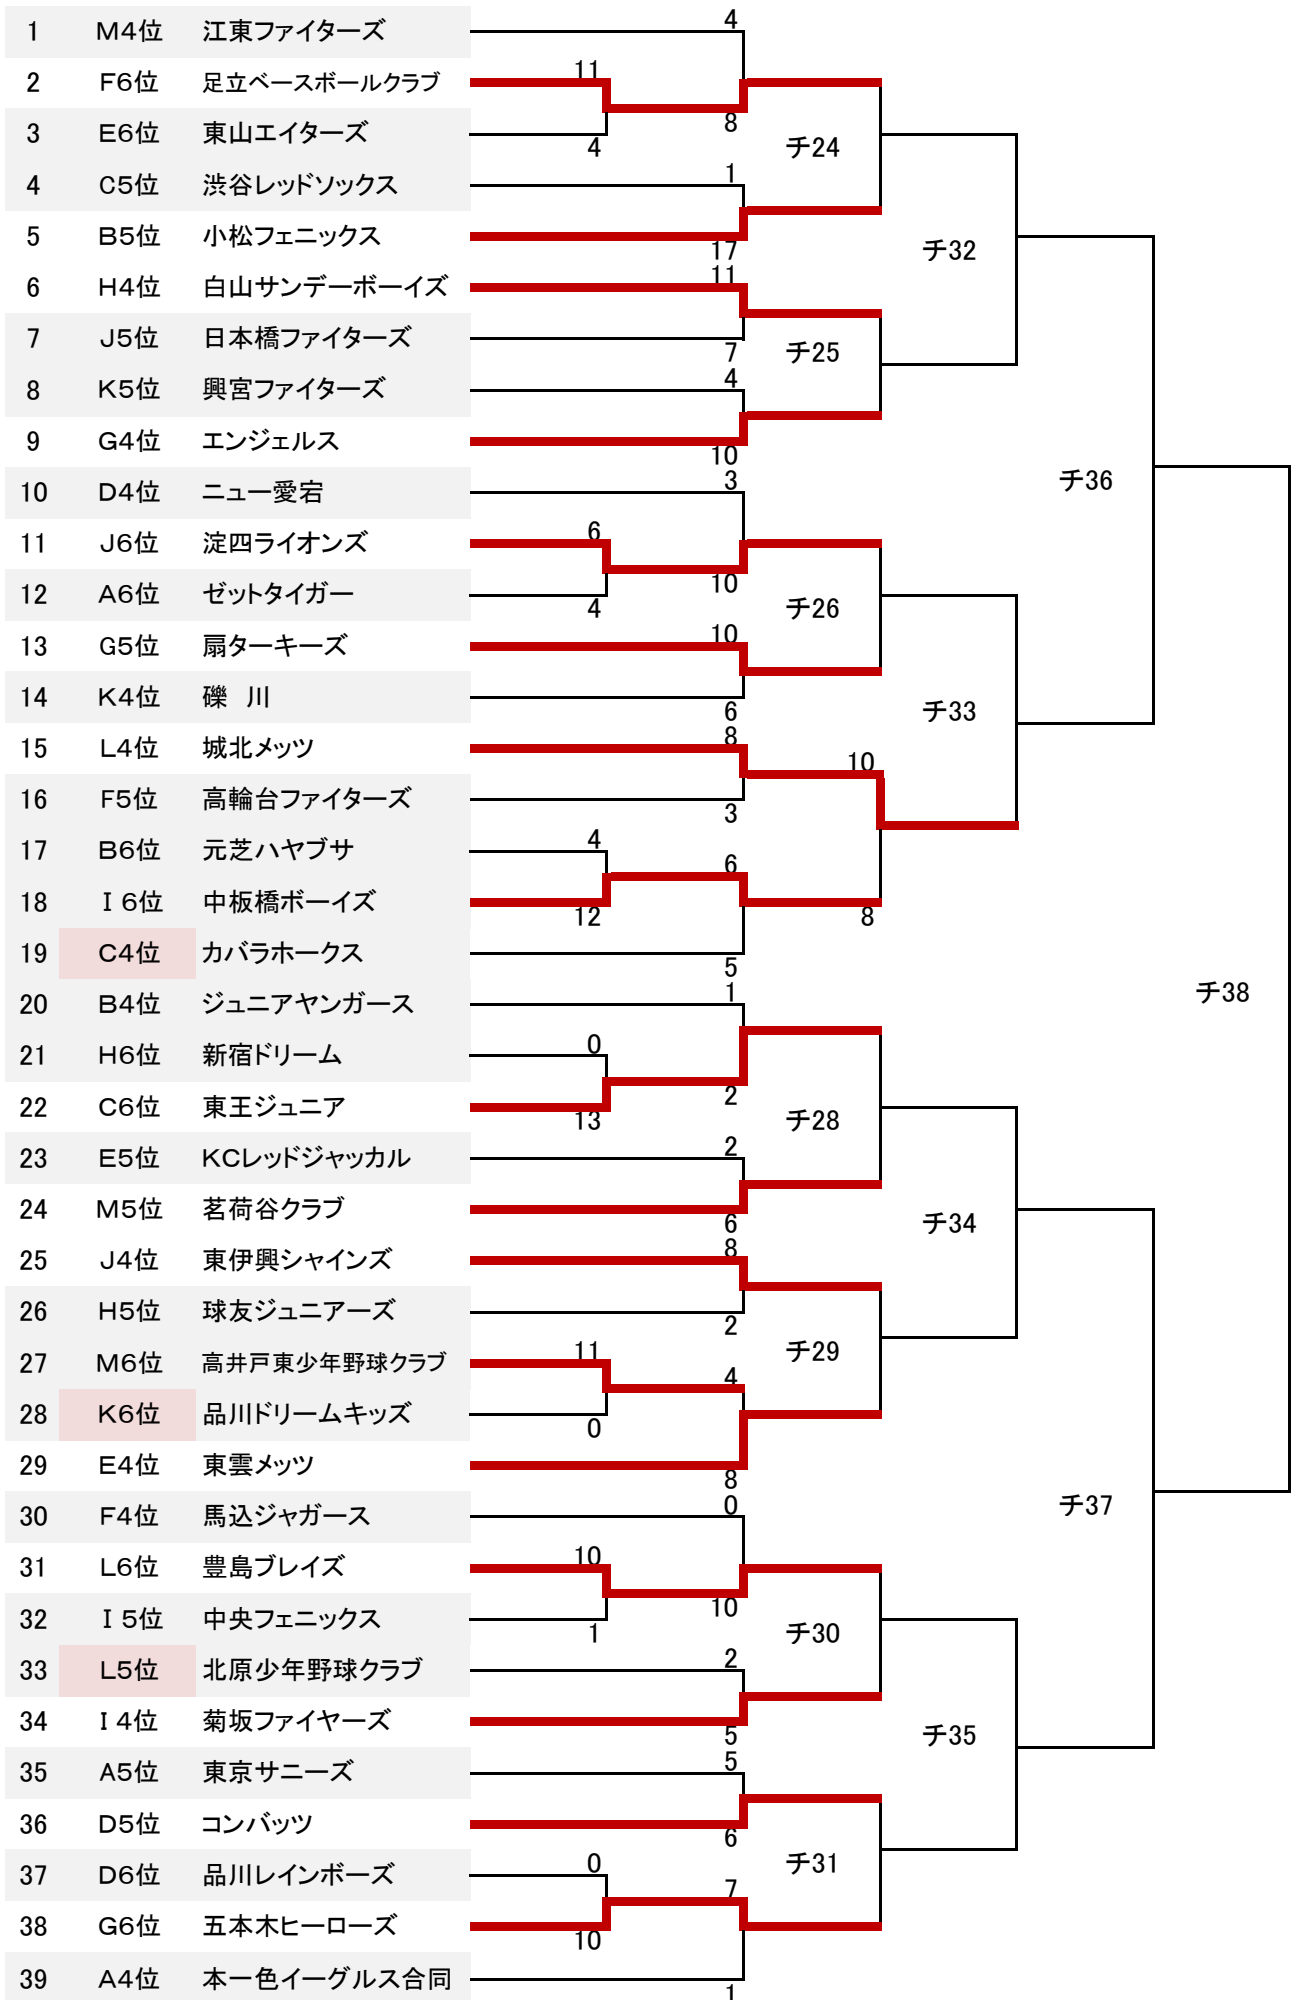 1 M4位 江東ファイターズ 4
2 F6位 足立ベースボールクラブ 11
8
3 E6位 東山エイターズ 4
チ24
4 C5位 渋谷レッドソックス 1
5 B5位 小松フェニックス 17
チ32
6 H4位 白山サンデーボーイズ 11
7 J5位 日本橋ファイターズ 7
チ25
8 K5位 興宮ファイターズ 4
9 G4位 エンジェルス 10
チ36
10 D4位 ニュー愛宕 3
11 J6位 淀四ライオンズ 6
10
12 A6位 ゼットタイガー 4
チ26
13 G5位 扇ターキーズ 10
14 K4位 礫 川 6
チ33
15 L4位 城北メッツ 8
10
16 F5位 高輪台ファイターズ 3
17 B6位 元芝ハヤブサ 4
6
18 I 6位 中板橋ボーイズ 12
8
19 C4位 カバラホークス 5
チ38
20 B4位 ジュニアヤンガース 1
21 H6位 新宿ドリーム 0
2
22 C6位 東王ジュニア 13
チ28
23 E5位 KCレッドジャッカル 2
24 M5位 茗荷谷クラブ 6
チ34
25 J4位 東伊興シャインズ 8
26 H5位 球友ジュニアーズ 2
チ29
27 M6位 高井戸東少年野球クラブ 11
4
28 K6位 品川ドリームキッズ 0
29 E4位 東雲メッツ 8
チ37
30 F4位 馬込ジャガース 0
31 L6位 豊島ブレイズ 10
10
32 I 5位 中央フェニックス 1
チ30
33 L5位 北原少年野球クラブ 2
34 I 4位 菊坂ファイヤーズ 5
チ35
35 A5位 東京サニーズ 5
36 D5位 コンバッツ 6
チ31
37 D6位 品川レインボーズ 0
7
38 G6位 五本木ヒーローズ 10
39 A4位 本一色イーグルス合同 1